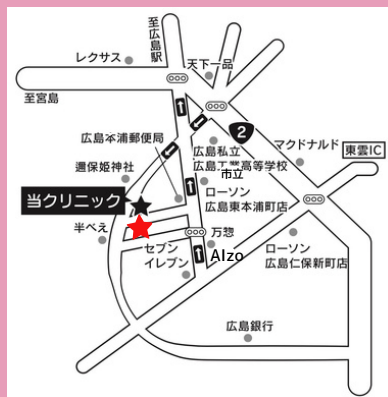 至広島駅
レクサス
天下一品
至宮島
2
広島本浦郵便局
広島私立
広島工業高等学校
市立
マクドナルド
東雲IC
邇保姫神社
ローソン
広島東本浦町店
当クリニック
半べえ
万惣
セブン
イレブン
Alzo
ローソン
広島仁保新町店
広島銀行